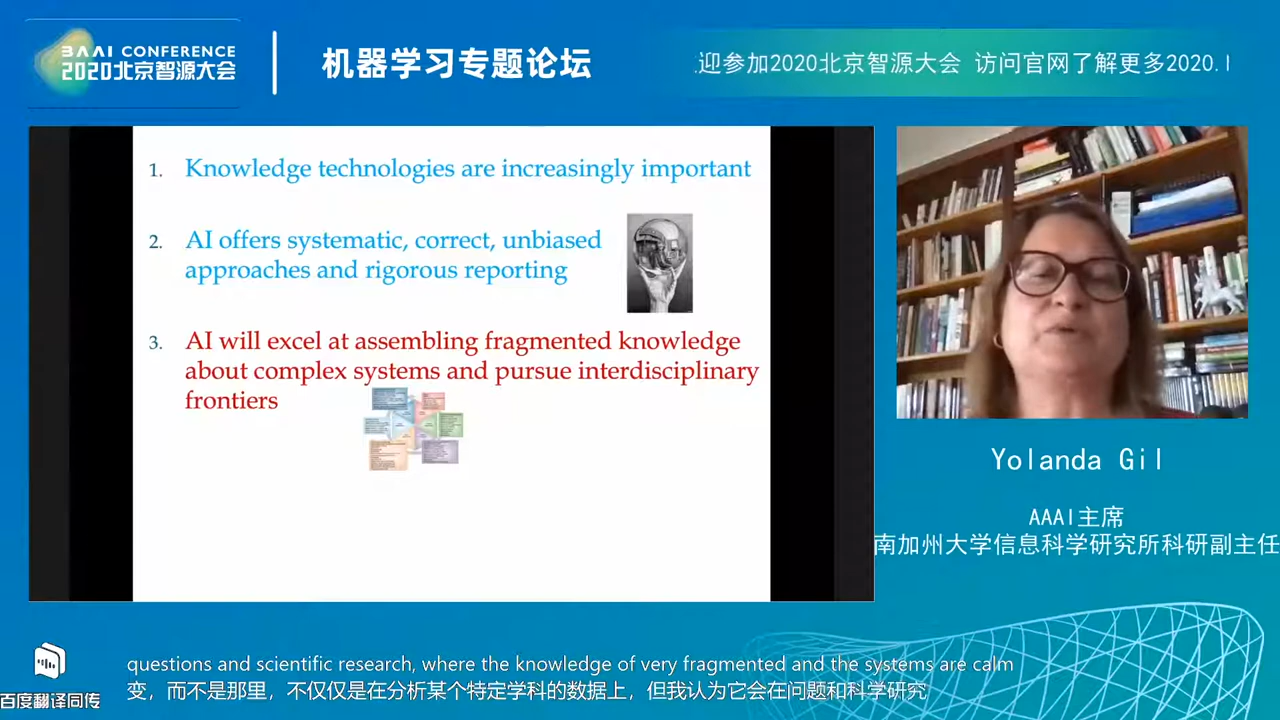 BAAI CONFERENCE
2020北京智源大会
机器学习专题论坛
迎参加2020北京智源大会 访问官网了解更多2020.
1. Knowledge technologies are increasingly important
2. AI offers systematic, correct, unbiased
approaches and rigorous reporting
3. AI will excel at assembling fragmented knowledge
about complex systems and pursue interdisciplinary
frontiers
Yolanda Gil
AAAI主席
南加州大学信息科学研究所科研副主任
questions and scientific research, where the knowledge of very fragmented and the systems are calm
变，而不是那里，不仅仅是在分析某个特定学科的数据上，但我认为它会在问题和科学研究
百度翻译同传